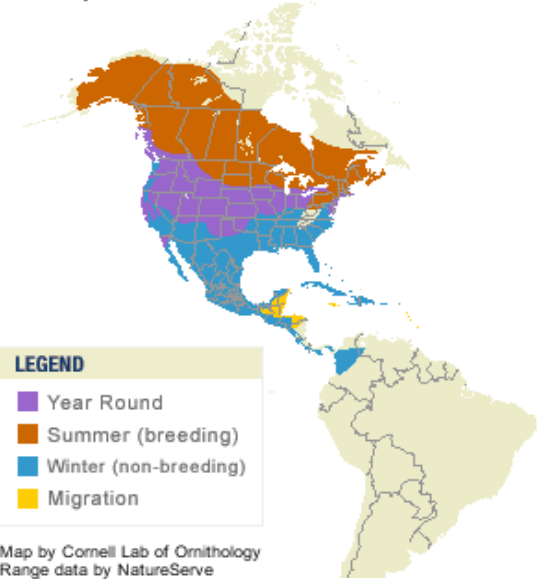 LEGEND
Year Round
Summer (breeding)
Winter (non-breeding)
Migration
Map by Cornell Lab of Ornithology
Range data by NatureServe